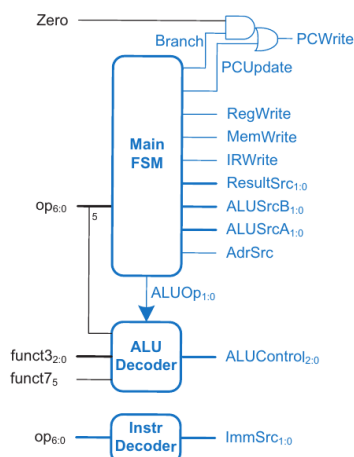 Zero
Branch
PCWrite
PCUpdate
Main
FSM
RegWrite
MemWrite
IRWrite
ResultSrc1:0
ALUSrcB1:0
ALUSrcA1:0
AdrSrc
op6:0
5
ALUOp1:0
ALU
Decoder
funct32:0
funct75
ALUControl2:0
op6:0
Instr
Decoder
ImmSrc1:0